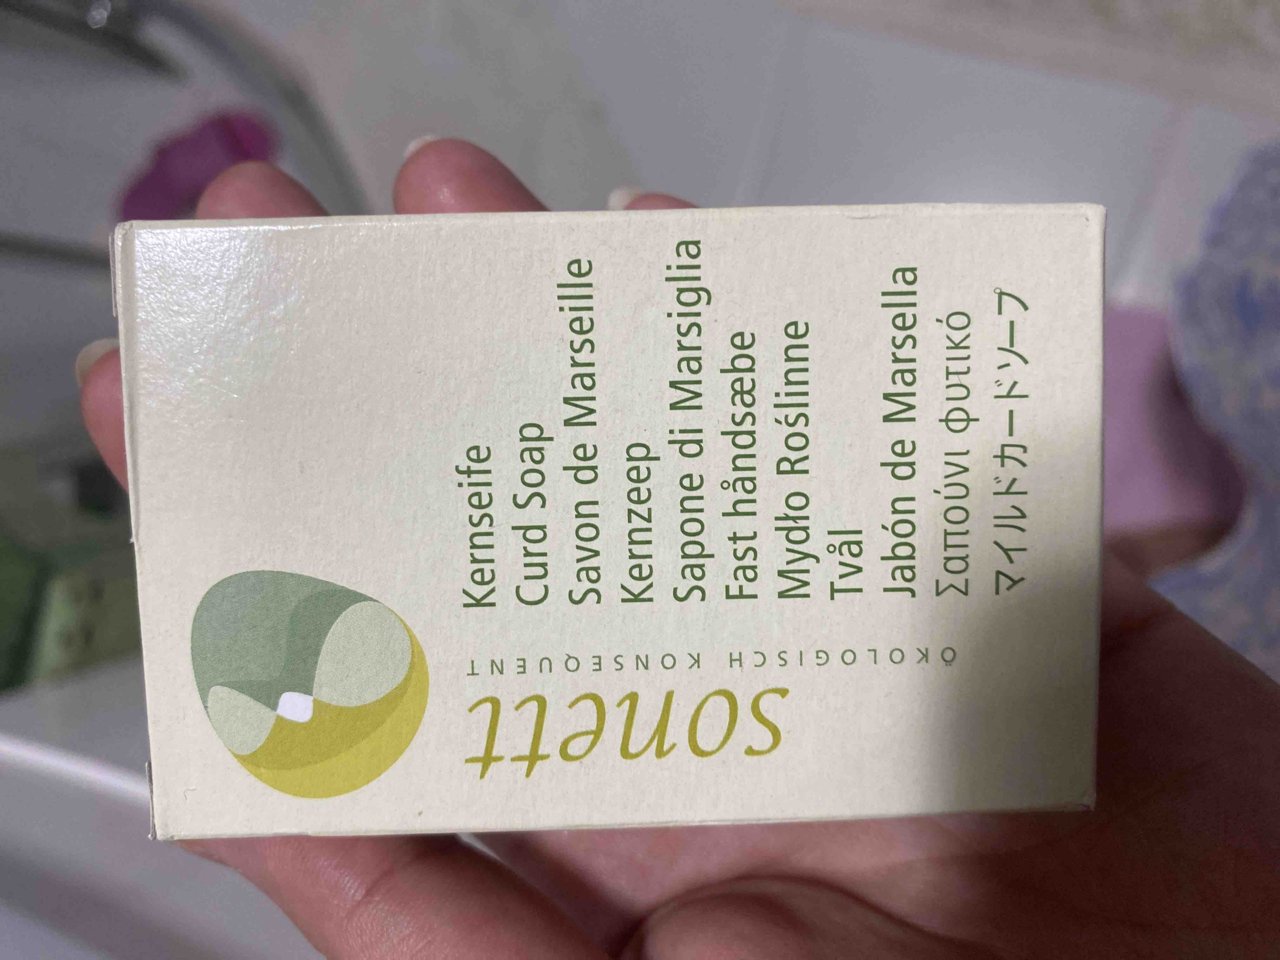 sonett
ÖKOLOGISCH KONSEQUENT
Kernseife
Curd Soap
Savon de Marseille
Kernzeep
Sapone di Marsiglia
Fast håndsæbe
Mydło Roślinne
Tvål
Jabón de Marsella
Σαπούνι φυτικό
マイルドカードソープ